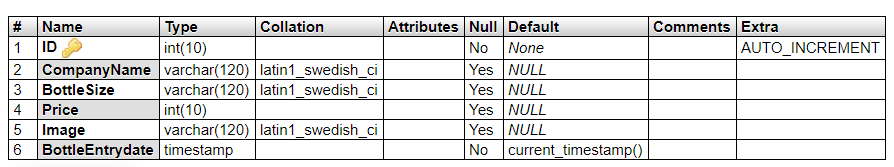 # Name Type Collation Attributes Null Default Comments Extra
1 ID int(10) No None AUTO_INCREMENT
2 CompanyName varchar(120) latin1_swedish_ci Yes NULL
3 BottleSize varchar(120) latin1_swedish_ci Yes NULL
4 Price int(10) Yes NULL
5 Image varchar(120) latin1_swedish_ci Yes NULL
6 BottleEntrydate timestamp No current_timestamp()